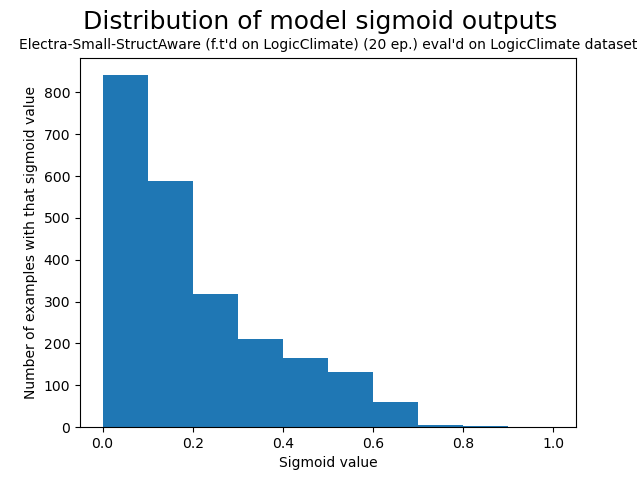 Distribution of model sigmoid outputs
Electra-Small-StructAware (f.t'd on LogicClimate) (20 ep.) eval'd on LogicClimate dataset
Number of examples with that sigmoid value
800
700
600
500
400
300
200
100
0
0.0 0.2 0.4 0.6 0.8 1.0
Sigmoid value